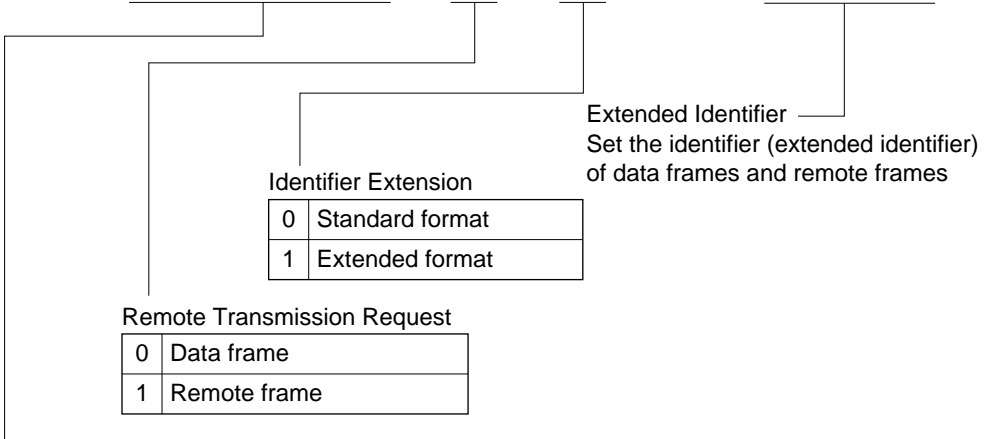 Extended Identifier
Set the identifier (extended identifier)
of data frames and remote frames
Identifier Extension
0 Standard format
1 Extended format
Remote Transmission Request
0 Data frame
1 Remote frame